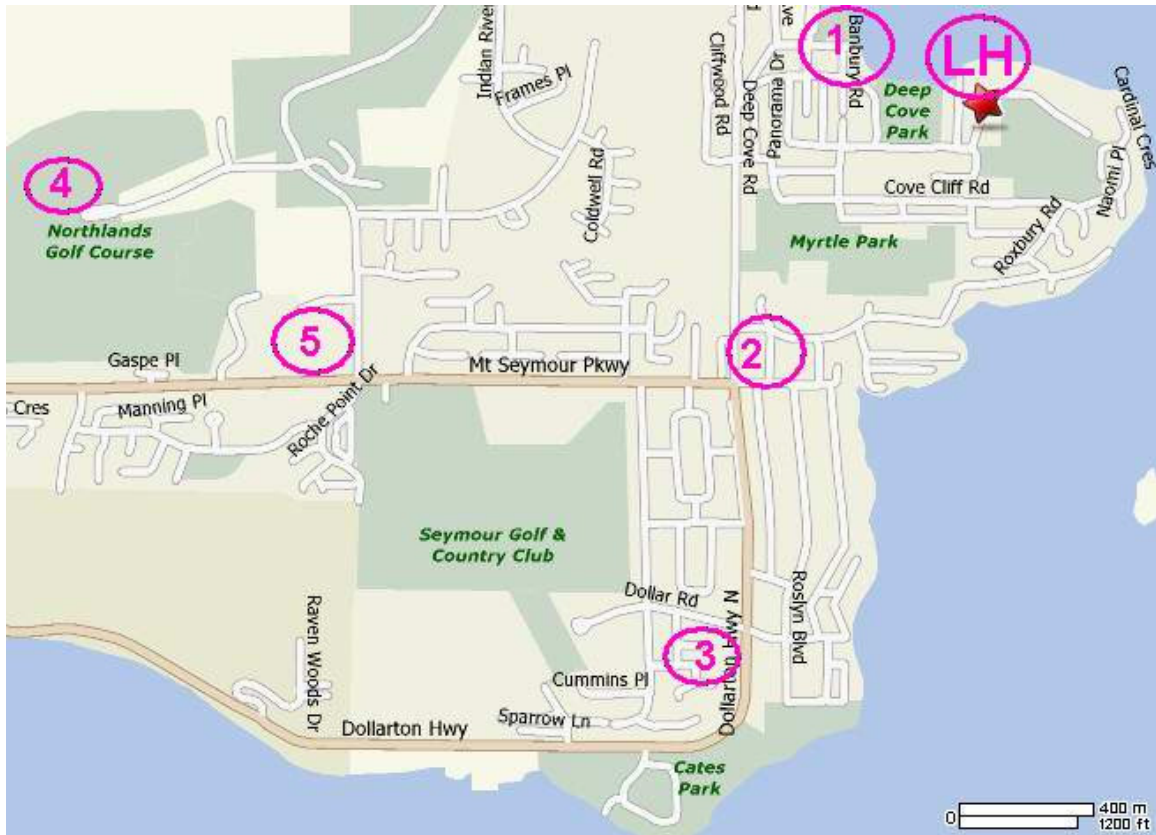 Indian River
Frames Pl
Cliffwood Rd
Deep Cove Rd
Panorama Dr
ve
1
Banbury Rd
LH
Deep
Cove
Park
Cardinal Cres
Naomi Pl
4
Northlands
Golf Course
Coldwell Rd
Cove Cliff Rd
Myrtle Park
Roxbury Rd
5
2
Gaspe Pl
Mt Seymour Pkwy
Cres
Manning Pl
Roche Point Dr
Seymour Golf &
Country Club
Raven Woods Dr
Dollar Rd
Dollarton Hwy N
Roslyn Blvd
3
Cummins Pl
Sparrow Ln
Dollarton Hwy
Cates
Park
0
400 m
1200 ft